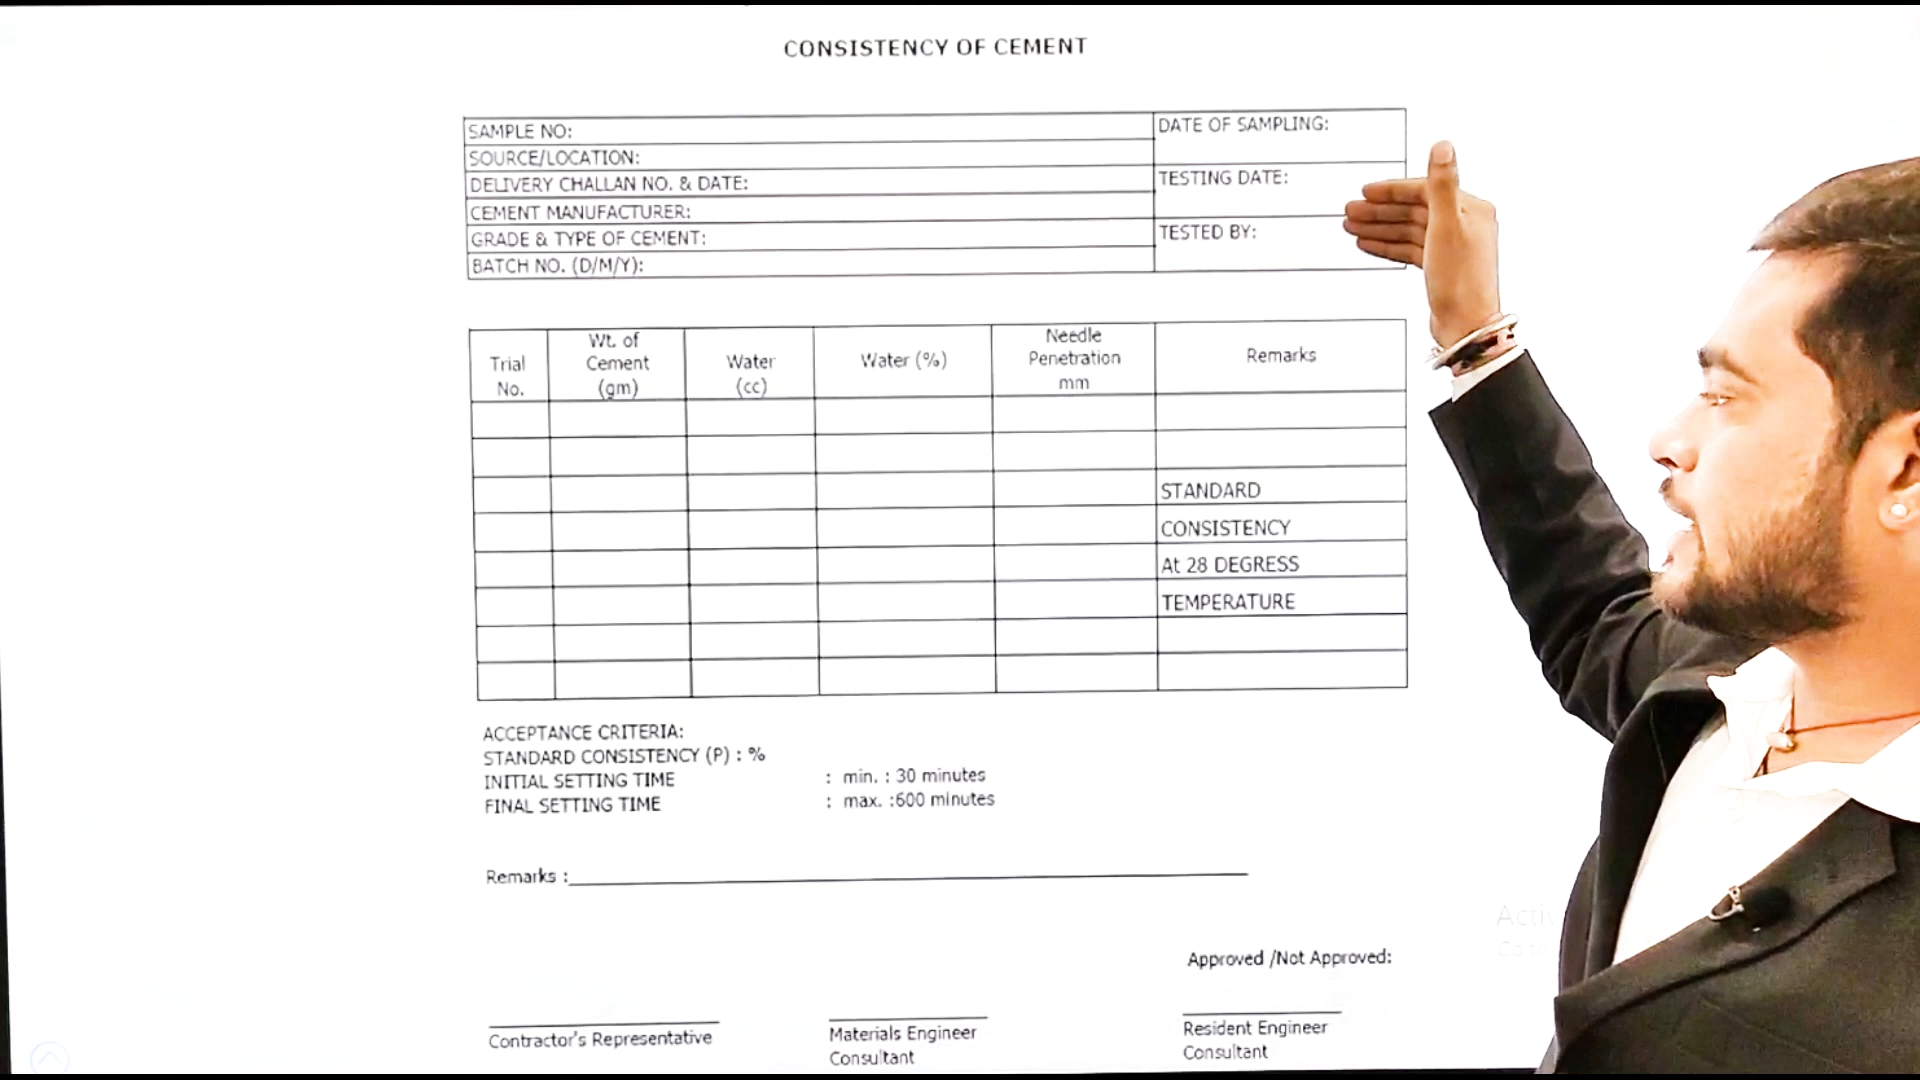 CONSISTENCY OF CEMENT
SAMPLE NO:
DATE OF SAMPLING:
SOURCE/LOCATION:
DELIVERY CHALLAN NO. & DATE:
TESTING DATE:
CEMENT MANUFACTURER:
GRADE & TYPE OF CEMENT:
TESTED BY:
BATCH NO. (D/M/Y):
Trial No.
Wt. of Cement (gm)
Water (cc)
Water (%)
Needle Penetration mm
Remarks
STANDARD
CONSISTENCY
At 28 DEGRESS
TEMPERATURE
ACCEPTANCE CRITERIA:
STANDARD CONSISTENCY (P) : %
INITIAL SETTING TIME : min. : 30 minutes
FINAL SETTING TIME : max. :600 minutes
Remarks :
Approved /Not Approved:
Contractor's Representative
Materials Engineer
Consultant
Resident Engineer
Consultant